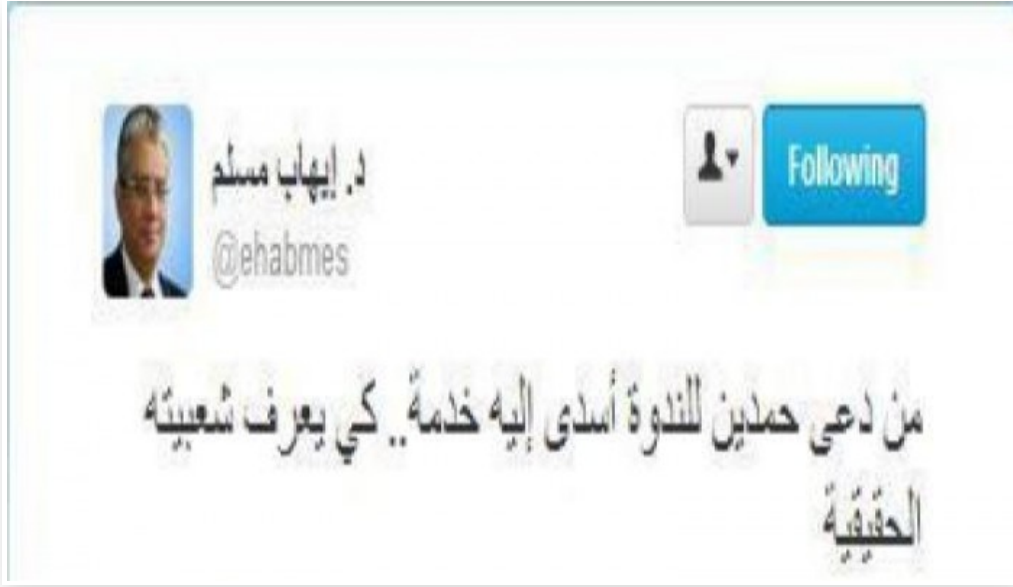 د. إيهاب مسلم
Following
@ehabmes
من دعى حمدين للندوة أسدى إليه خدمة.. كي يعرف شعبيته
الحقيقية